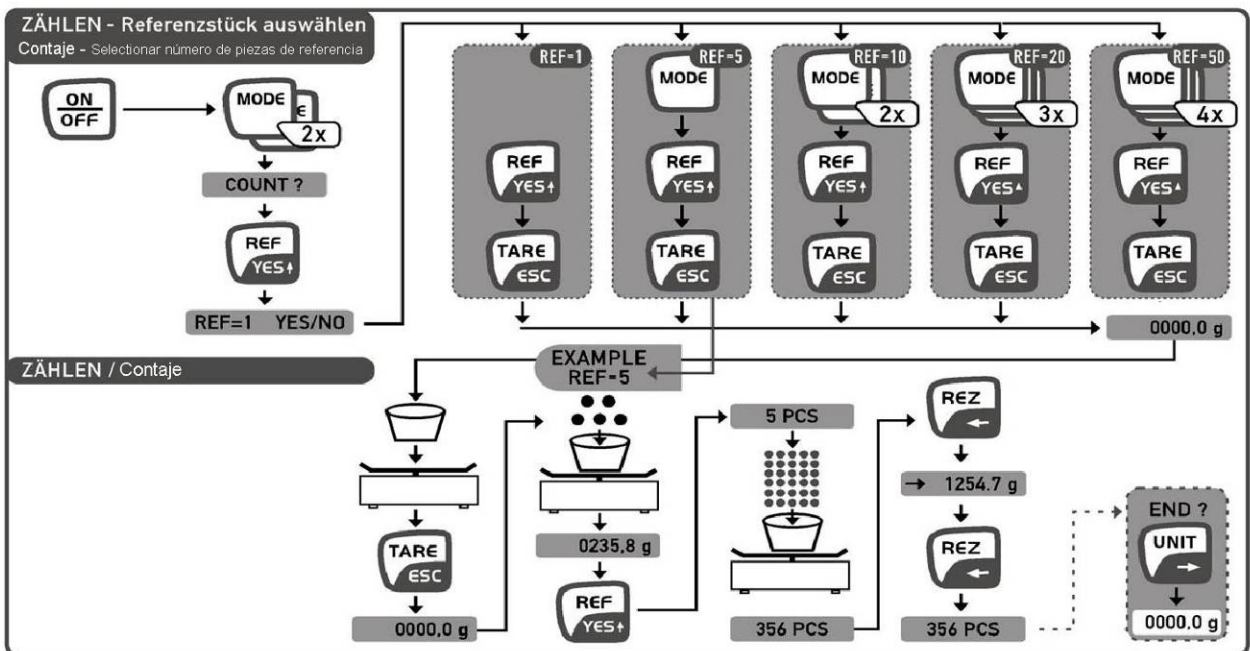 ZÄHLEN - Referenzstück auswählen
Contaje - Selectionar número de piezas de referencia
ON
OFF
MODE
E
2x
COUNT ?
REF
YES↑
REF=1 YES/NO
REF=1
REF
YES↑
TARE
ESC
REF=5
MODE
REF
YES↑
TARE
ESC
REF=10
MODE
2x
REF
YES↑
TARE
ESC
REF=20
MODE
3x
REF
YES▲
TARE
ESC
REF=50
MODE
4x
REF
YES▲
TARE
ESC
0000,0 g
ZÄHLEN / Contaje
EXAMPLE
REF-5
TARE
ESC
0000,0 g
0235,8 g
REF
YES↑
5 PCS
356 PCS
REZ
←
→ 1254.7 g
REZ
←
356 PCS
END ?
UNIT
→
0000,0 g